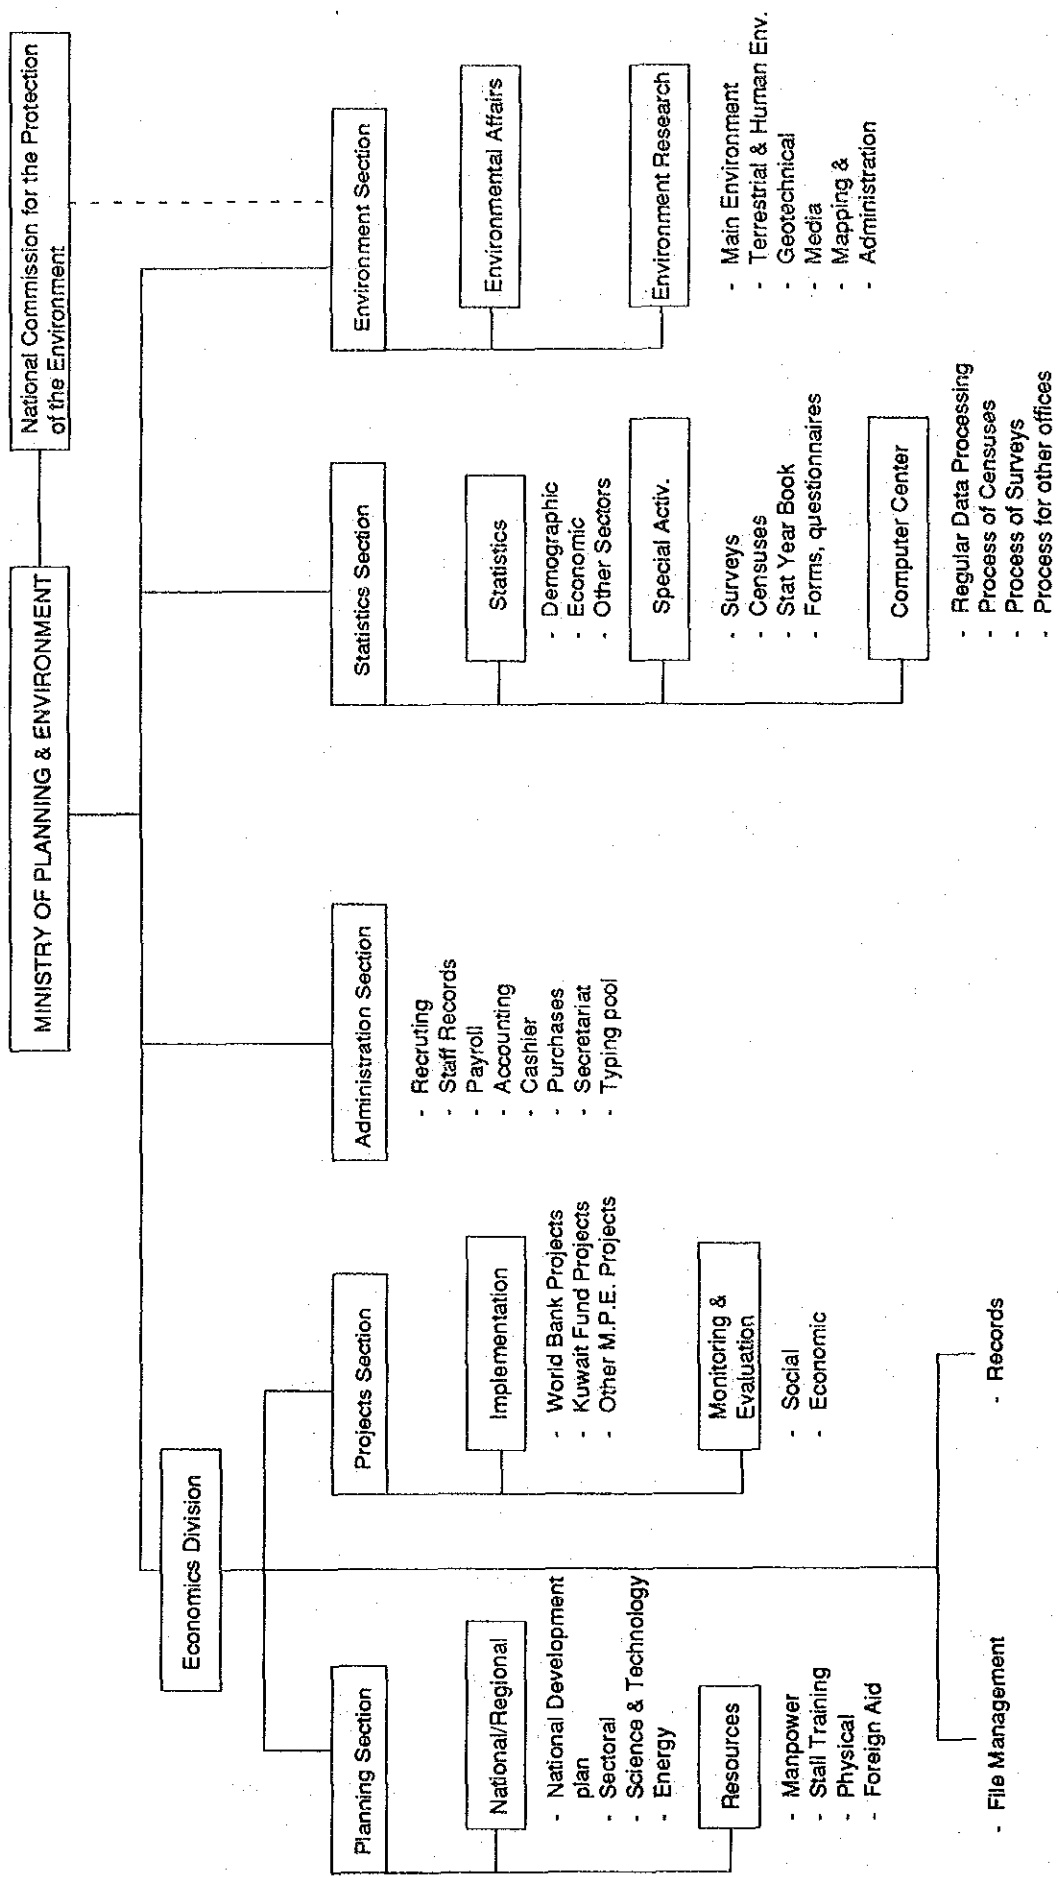 MINISTRY OF PLANNING & ENVIRONMENT
National Commission for the Protection
of the Environment
Economics Division
Planning Section
National/Regional
- National Development
plan
- Sectoral
- Science & Technology
- Energy
Resources
- Manpower
- Stall Training
- Physical
- Foreign Aid
Projects Section
Implementation
- World Bank Projects
- Kuwait Fund Projects
- Other M.P.E. Projects
Monitoring &
Evaluation
- Social
- Economic
- File Management
- Records
Administration Section
- Recruting
- Staff Records
- Payroll
- Accounting
- Cashier
- Purchases
- Secretariat
- Typing pool
Statistics Section
Statistics
- Demographic
- Economic
- Other Sectors
Special Activ.
- Surveys
- Censuses
- Stat Year Book
- Forms, questionnaires
Computer Center
- Regular Data Processing
- Process of Censuses
- Process of Surveys
- Process for other offices
Environment Section
Environmental Affairs
Environment Research
- Main Environment
- Terrestrial & Human Env.
- Geotechnical
- Media
- Mapping &
- Administration